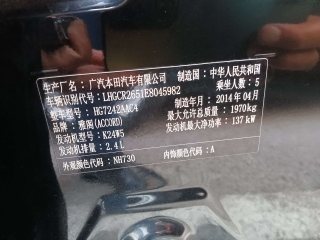 生产厂名：广汽本田汽车有限公司 制造国：中华人民共和国
车辆识别代号：LHGCR2651E8045982 乘坐人数：5
整车型号：HG7242AAC4 制造年月：2014年04月
品牌：雅阁(ACCORD) 最大允许总质量：1970kg
发动机型号：K24W5 发动机最大净功率：137kW
发动机排量：2.4L
外观颜色代码：NH730 内饰颜色代码：A